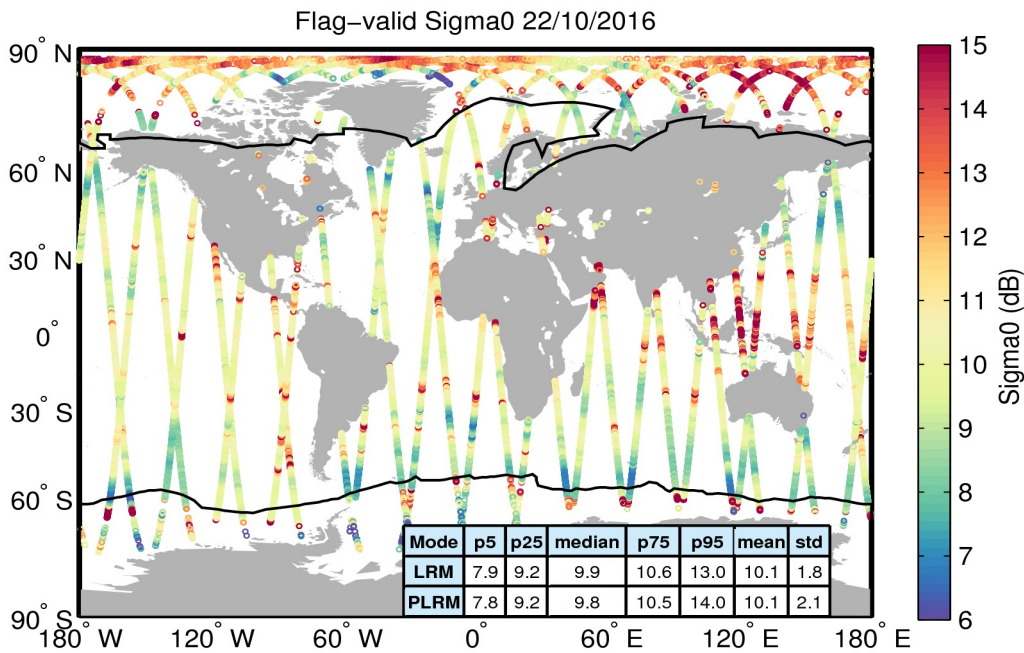 Flag−valid Sigma0 22/10/2016
90° N
60° N
30° N
0°
30° S
60° S
90° S
180° W
120° W
60° W
0°
60° E
120° E
180° E
Mode p5 p25 median p75 p95 mean std
LRM 7.9 9.2 9.9 10.6 13.0 10.1 1.8
PLRM 7.8 9.2 9.8 10.5 14.0 10.1 2.1
15
14
13
12
11
10
9
8
7
6
Sigma0 (dB)